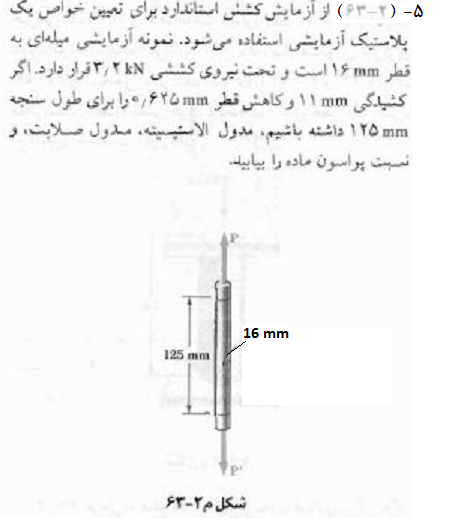 ۵- (۲-۶۳) از آزمایش کشش استاندارد برای تعیین خواص یک
پلاستیک آزمایشی استفاده می‌شود. نمونه آزمایشی میله‌ای به
قطر ۱۶ mm است و تحت نیروی کششی ۳٫۲ kN قرار دارد. اگر
کشیدگی ۱۱ mm و کاهش قطر ۰٫۶۲۵ mm را برای طول سنجه
۱۲۵ mm داشته باشیم، مدول الاستیسیته، مدول صلابت، و
نسبت پواسون ماده را بیابید.
P
16 mm
125 mm
P'
شکل م۲-۶۳